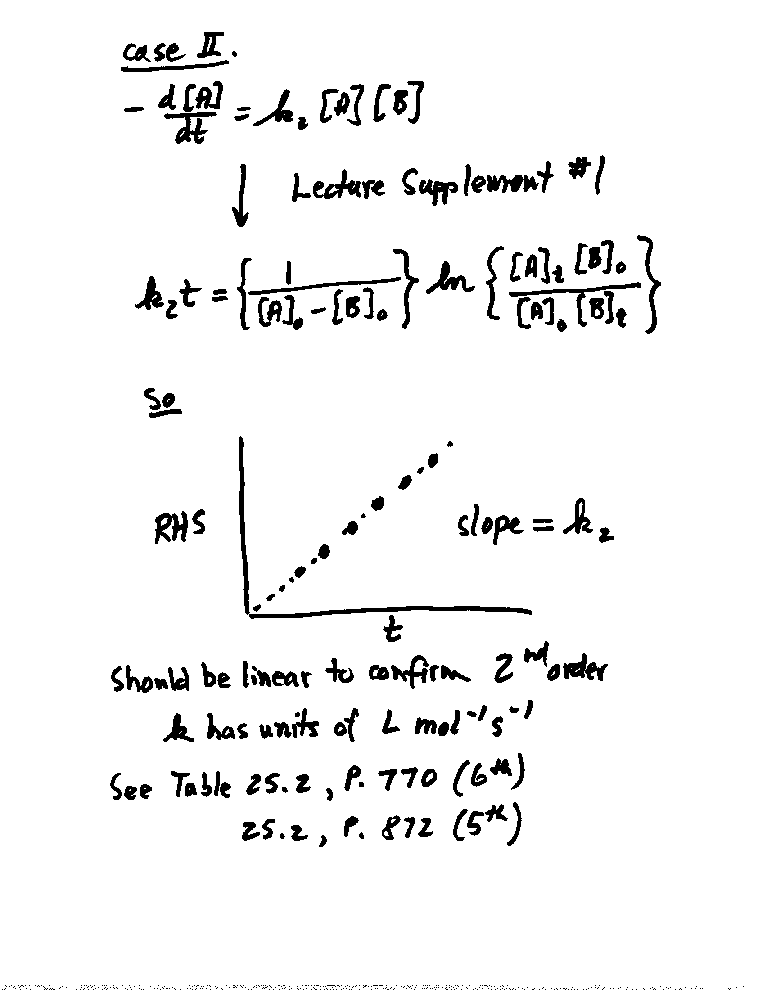 case II.
- d[A]/dt = k₂ [A][B]
↓ Lecture Supplement #1
k₂t = { 1 / [A]₀ - [B]₀ } ln { [A]ₜ [B]₀ / [A]₀ [B]ₜ }
So
RHS
slope = k₂
t
Should be linear to confirm 2ⁿᵈ order
k has units of L mol⁻¹ s⁻¹
See Table 25.2, P. 770 (6ᵗʰ)
25.2, P. 872 (5ᵗʰ)